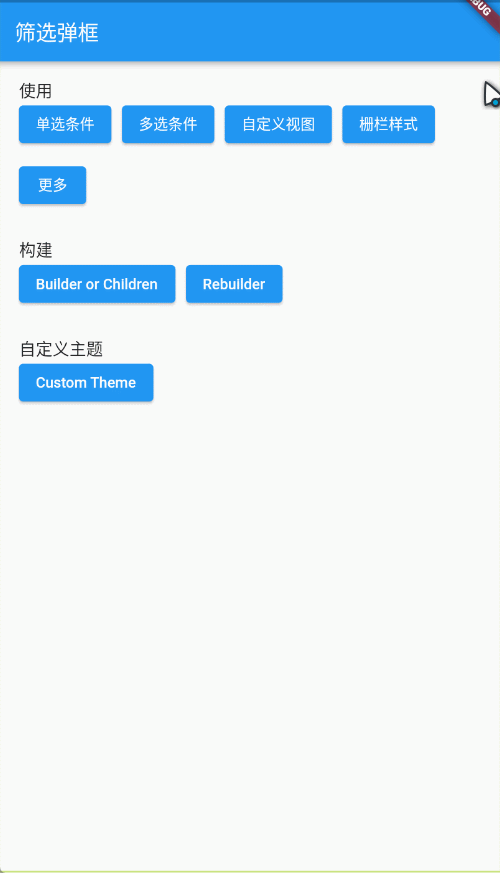 筛选弹框
BUG
使用
单选条件 多选条件 自定义视图 栅栏样式
更多
构建
Builder or Children Rebuilder
自定义主题
Custom Theme